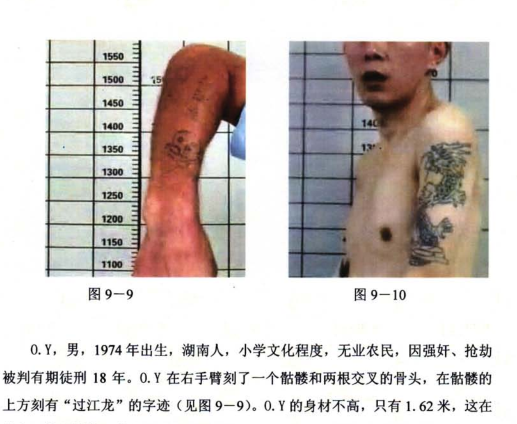 1550
1500
1450
1400
1350
1300
1250
1200
1150
1100
图 9-9
图 9-10
O.Y，男，1974 年出生，湖南人，小学文化程度，无业农民，因强奸、抢劫
被判有期徒刑 18 年。O.Y 在右手臂刻了一个骷髅和两根交叉的骨头，在骷髅的
上方刻有“过江龙”的字迹（见图 9-9）。O.Y 的身材不高，只有 1.62 米，这在